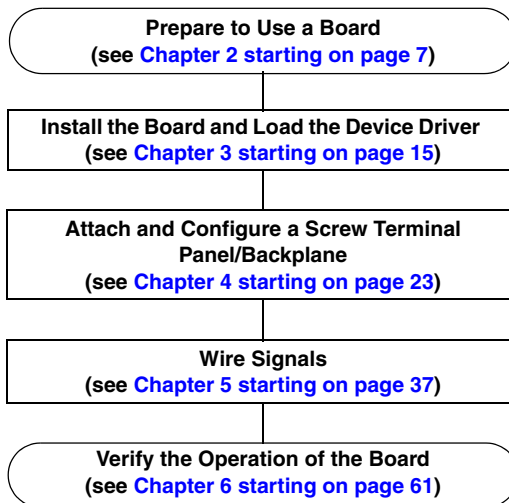 Prepare to Use a Board
(see Chapter 2 starting on page 7)
Install the Board and Load the Device Driver
(see Chapter 3 starting on page 15)
Attach and Configure a Screw Terminal
Panel/Backplane
(see Chapter 4 starting on page 23)
Wire Signals
(see Chapter 5 starting on page 37)
Verify the Operation of the Board
(see Chapter 6 starting on page 61)